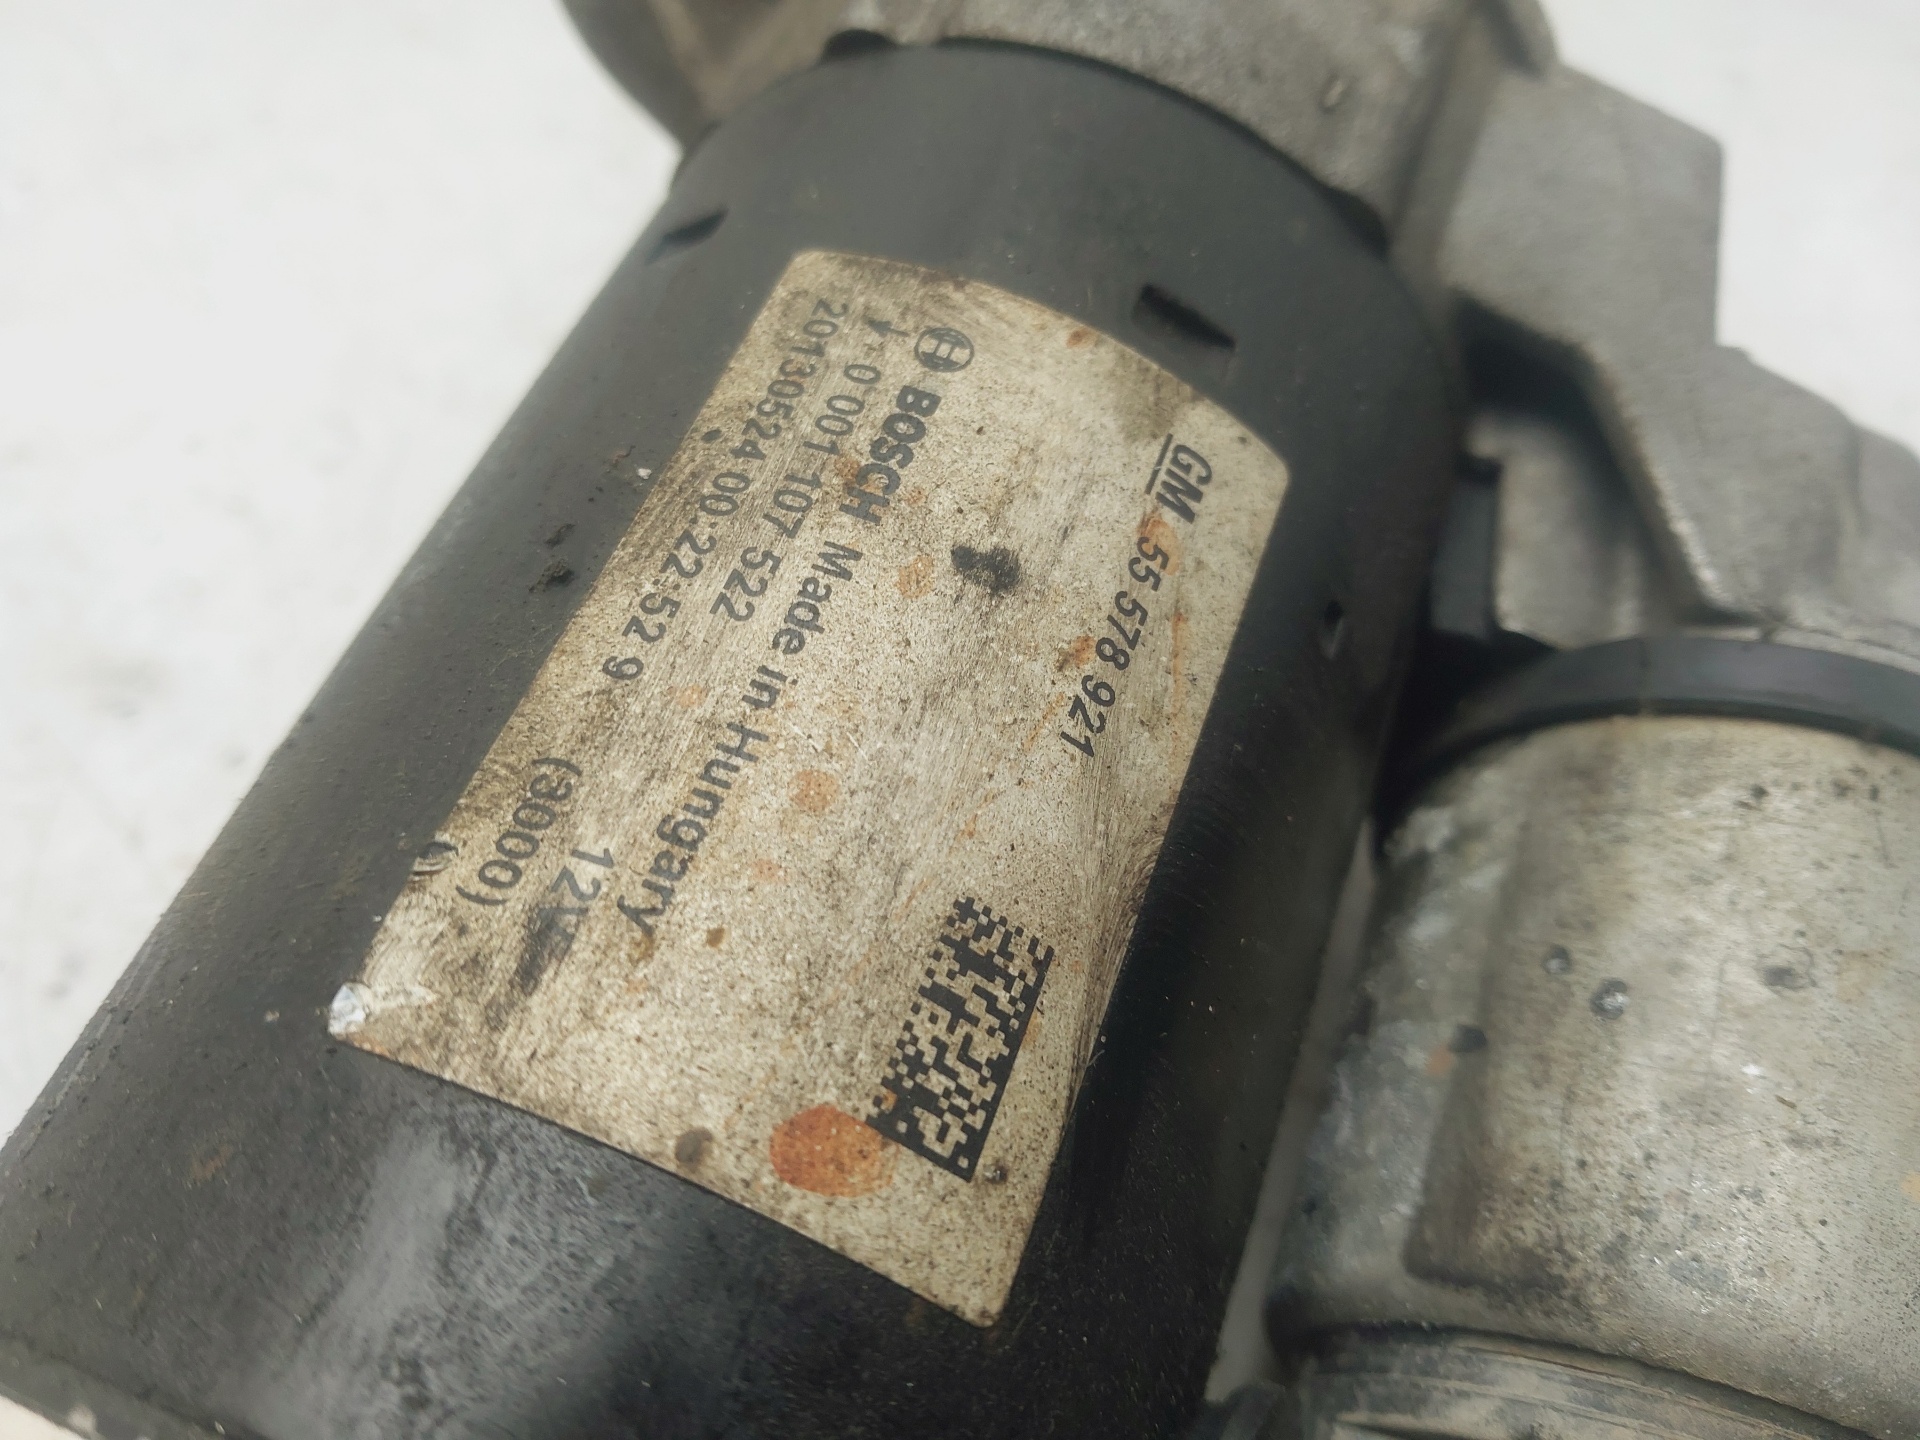 GM 55 578 921
BOSCH Made in Hungary
0 001 107 522 12V
20130524 00:22:52 9 (3000)